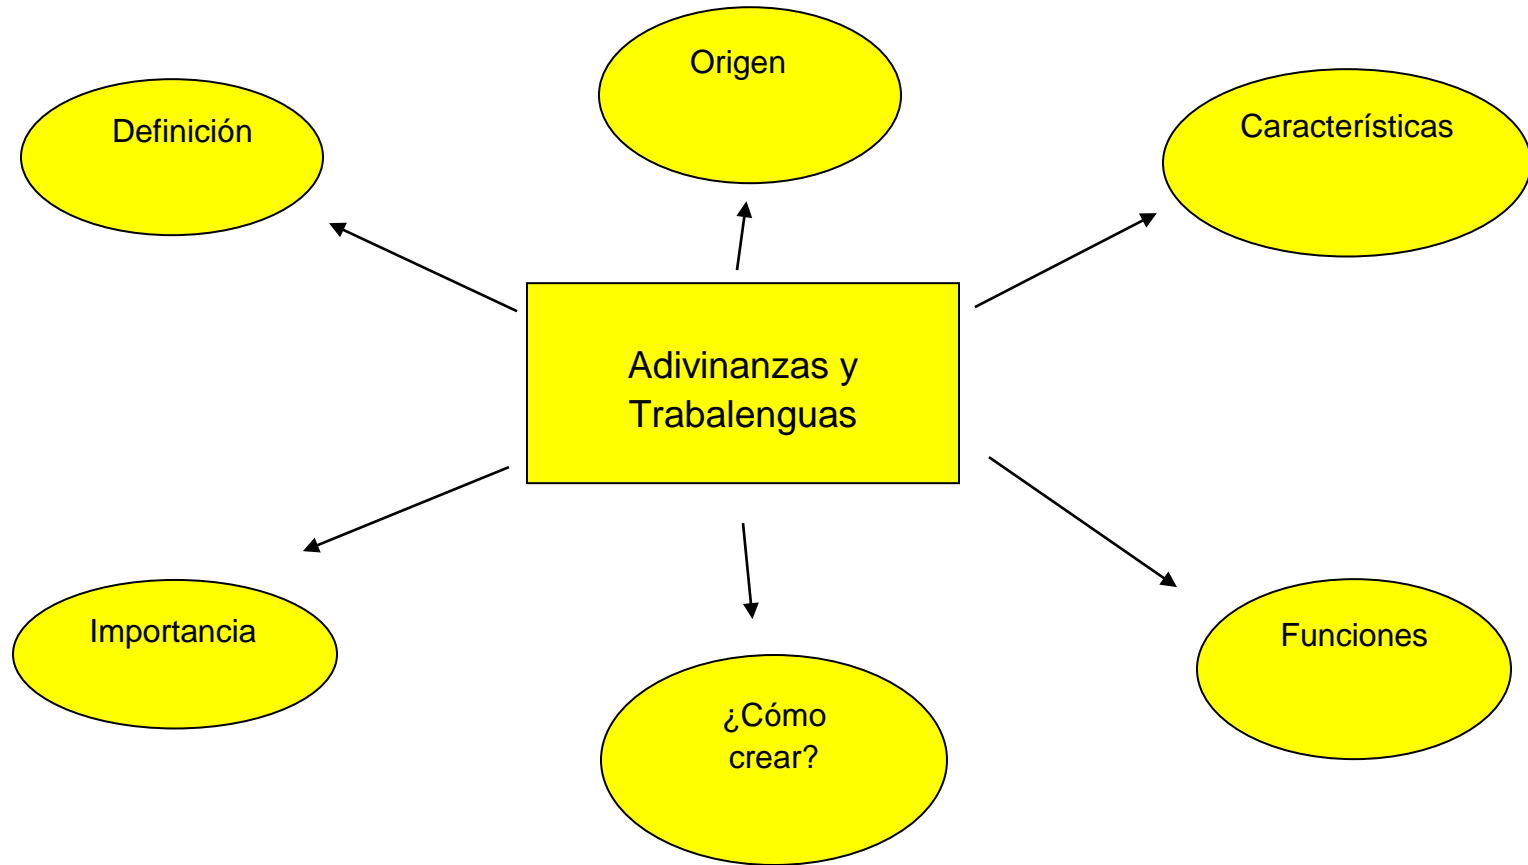 Origen
Definición
Características
Adivinanzas y
Trabalenguas
Importancia
Funciones
¿Cómo
crear?